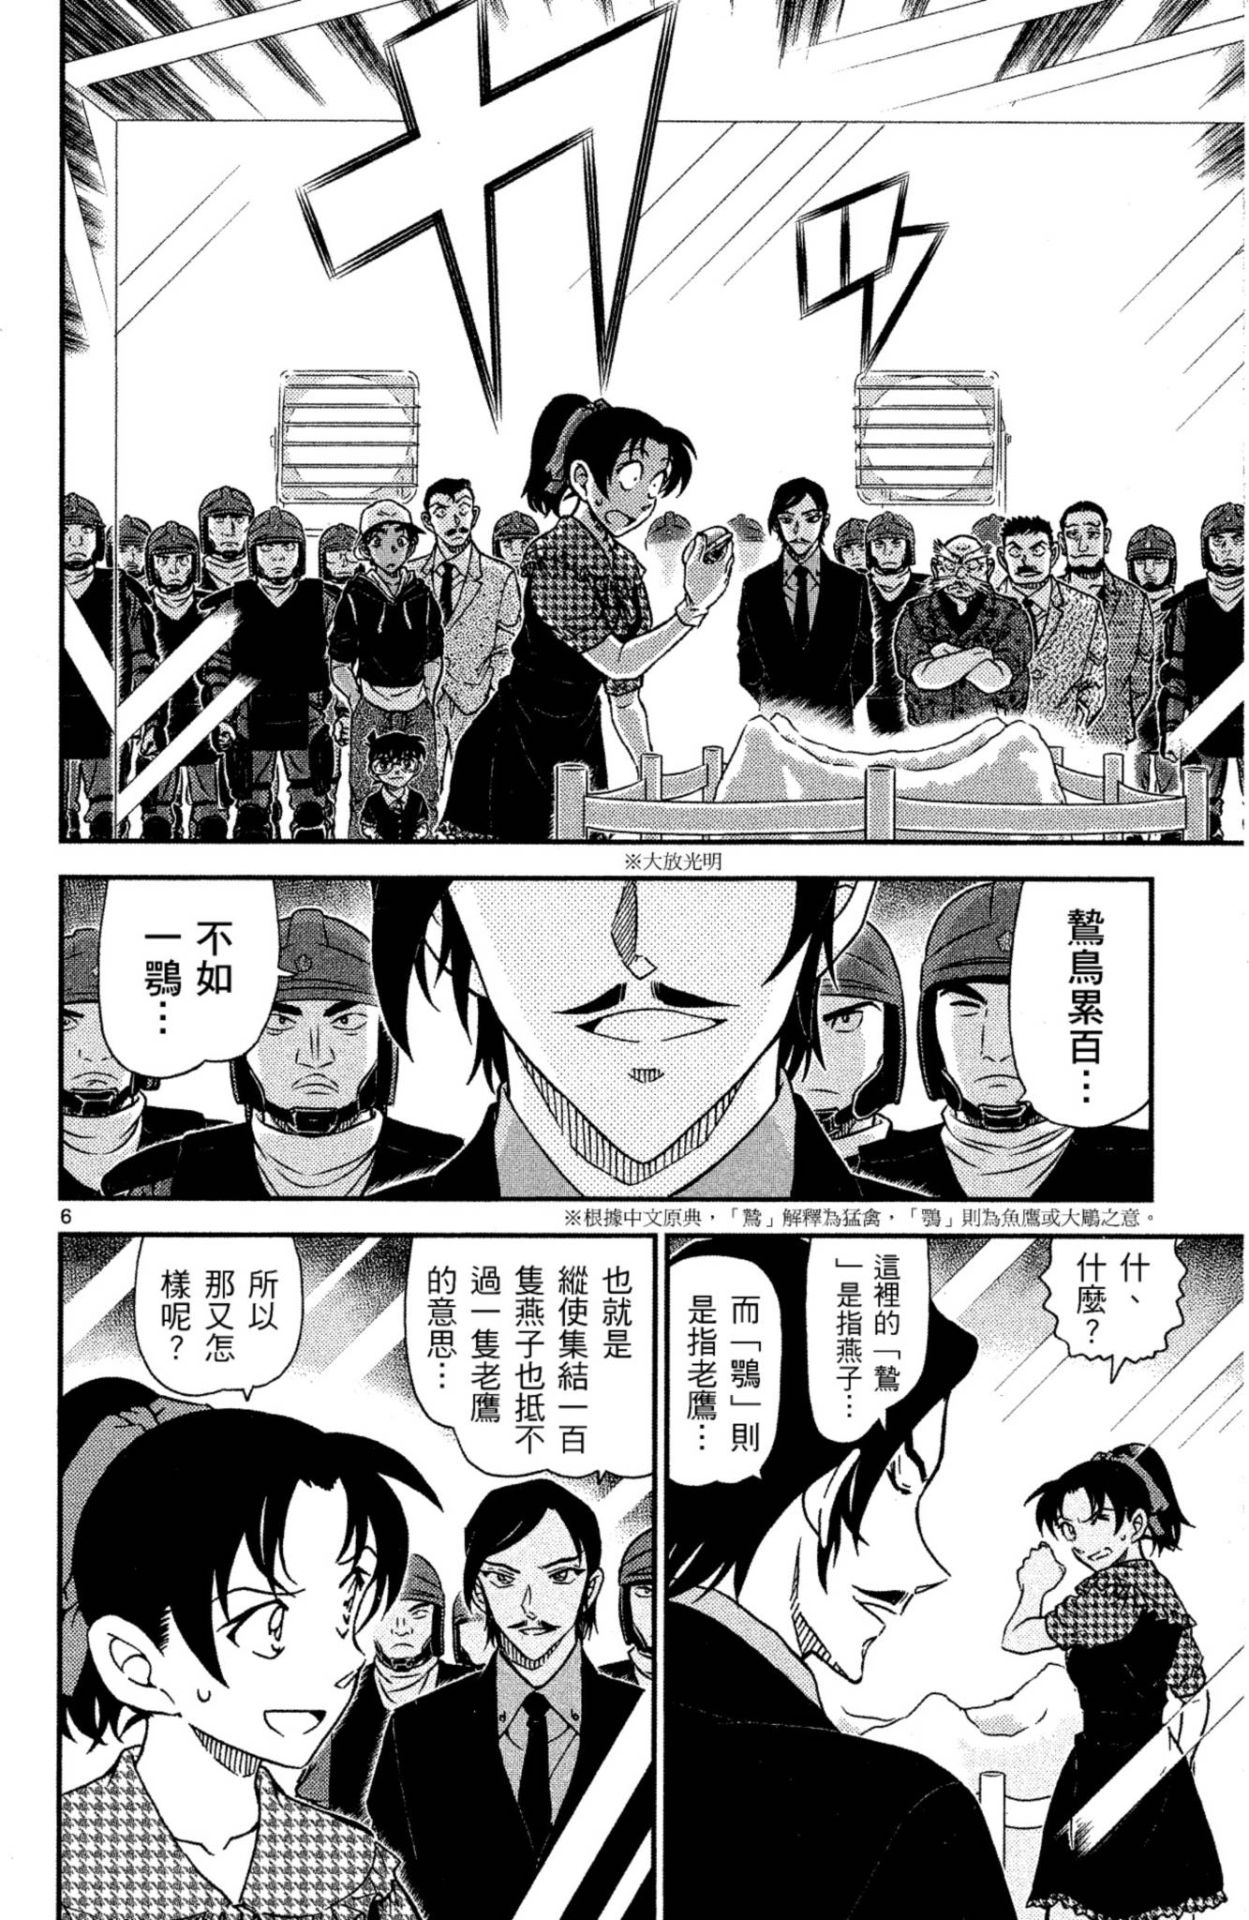 カッ
※大放光明
鷙鳥累百…
不如
一鶚…
6
※根據中文原典，「鷙」解釋為猛禽，「鶚」則為魚鷹或大鵰之意。
什、
什麼？
這裡的「鷙
」是指燕子…
而「鶚」則
是指老鷹…
也就是
縱使集結一百
隻燕子也抵不
過一隻老鷹
的意思…
所以
那又怎
樣呢？